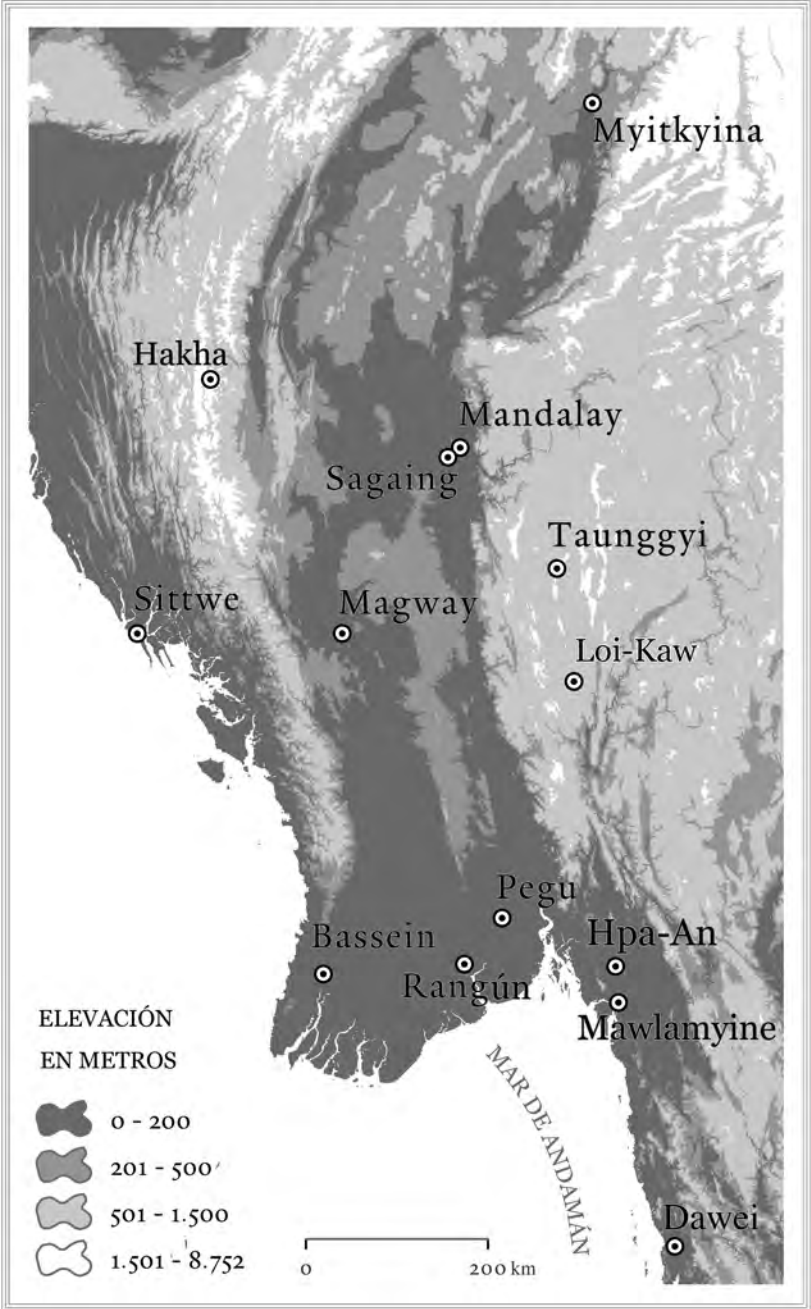 Myitkyina
Hakha
Mandalay
Sagaing
Taunggyi
Sittwe
Magway
Loi-Kaw
Pegu
Bassein
Rangún
Hpa-An
Mawlamyine
ELEVACIÓN
EN METROS
0 - 200
201 - 500
501 - 1.500
1.501 - 8.752
MAR DE ANDAMÁN
Dawei
0 200 km